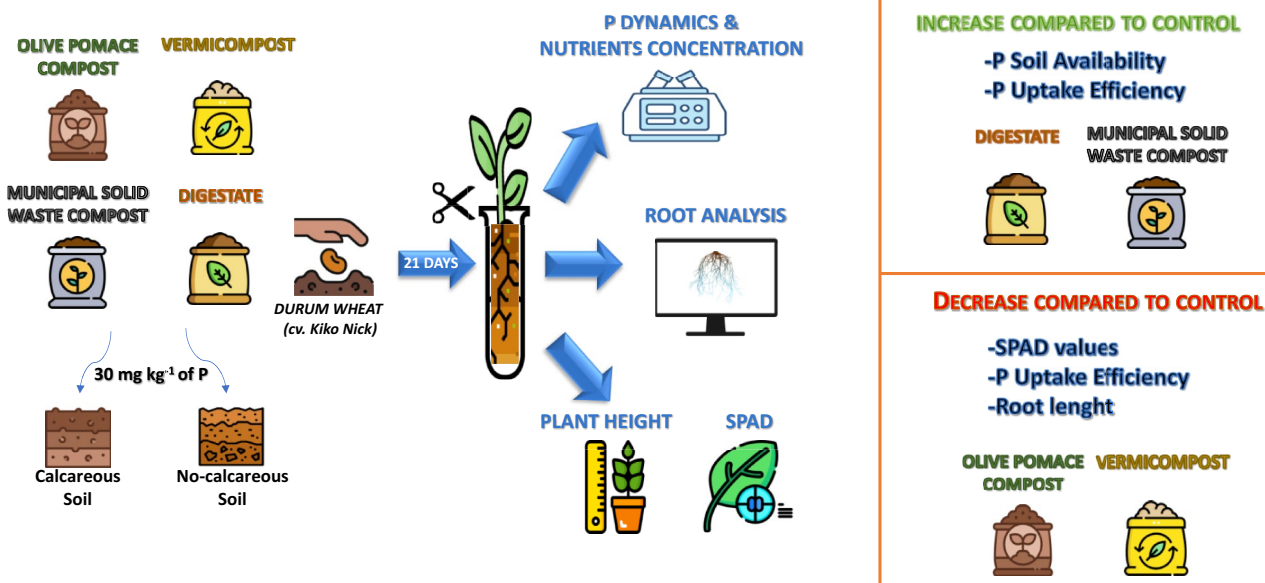 OLIVE POMACE
COMPOST
VERMICOMPOST
MUNICIPAL SOLID
WASTE COMPOST
DIGESTATE
30 mg kg⁻¹ of P
Calcareous
Soil
No-calcareous
Soil
DURUM WHEAT
(cv. Kiko Nick)
21 DAYS
P DYNAMICS &
NUTRIENTS CONCENTRATION
ROOT ANALYSIS
PLANT HEIGHT
SPAD
INCREASE COMPARED TO CONTROL
-P Soil Availability
-P Uptake Efficiency
DIGESTATE
MUNICIPAL SOLID
WASTE COMPOST
DECREASE COMPARED TO CONTROL
-SPAD values
-P Uptake Efficiency
-Root lenght
OLIVE POMACE
COMPOST
VERMICOMPOST